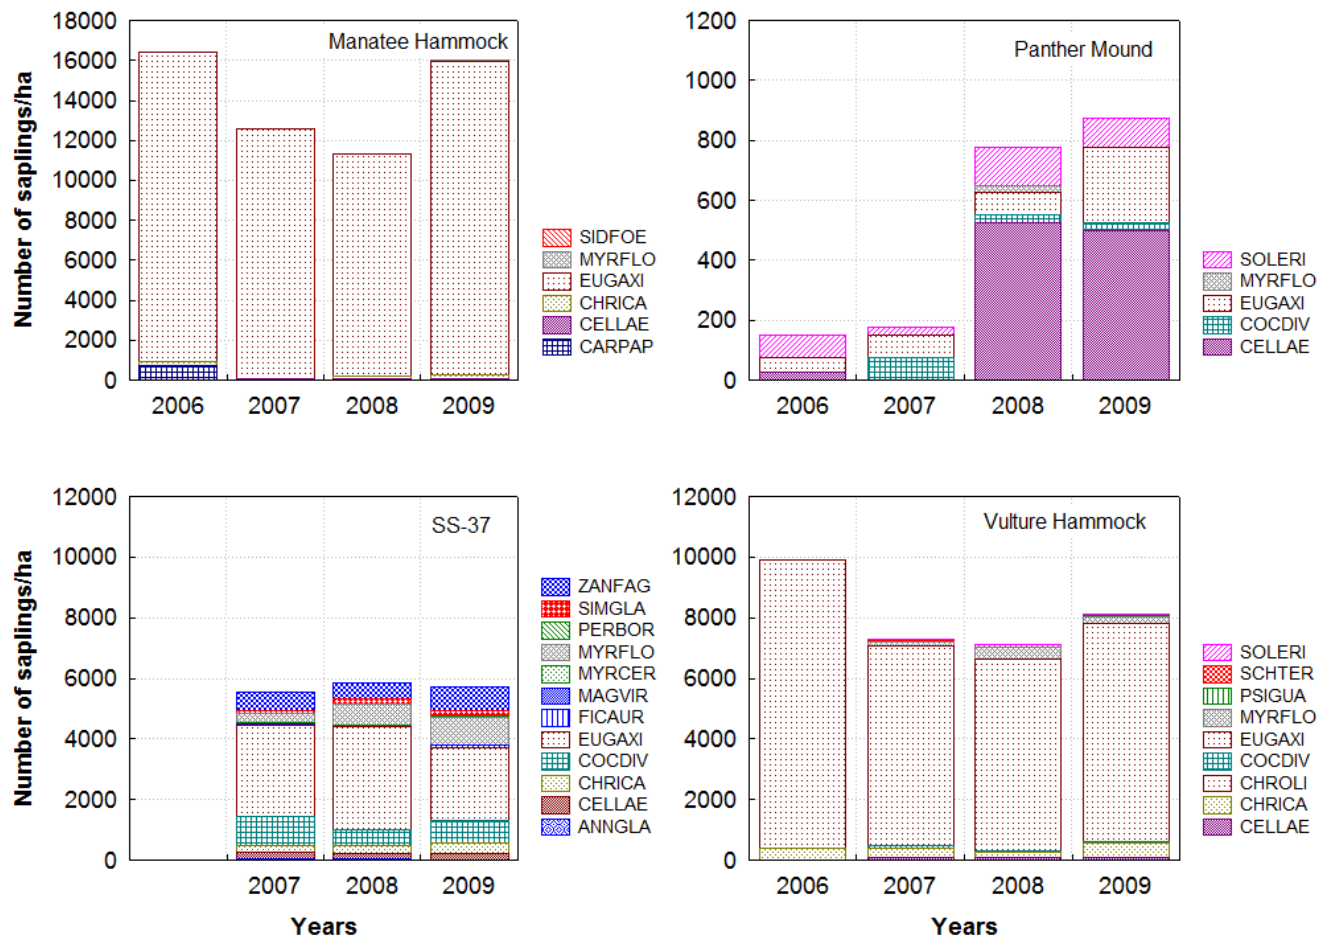 Number of saplings/ha
18000
16000
14000
12000
10000
8000
6000
4000
2000
0
Manatee Hammock
2006 2007 2008 2009
SIDFOE
MYRFLO
EUGAXI
CHRICA
CELLAE
CARPAP
1200
1000
800
600
400
200
0
Panther Mound
2006 2007 2008 2009
SOLERI
MYRFLO
EUGAXI
COCDIV
CELLAE
Number of saplings/ha
12000
10000
8000
6000
4000
2000
0
SS-37
2007 2008 2009
Years
ZANFAG
SIMGLA
PERBOR
MYRFLO
MYRCER
MAGVIR
FICAUR
EUGAXI
COCDIV
CHRICA
CELLAE
ANNGLA
12000
10000
8000
6000
4000
2000
0
Vulture Hammock
2006 2007 2008 2009
Years
SOLERI
SCHTER
PSIGUA
MYRFLO
EUGAXI
COCDIV
CHROLI
CHRICA
CELLAE